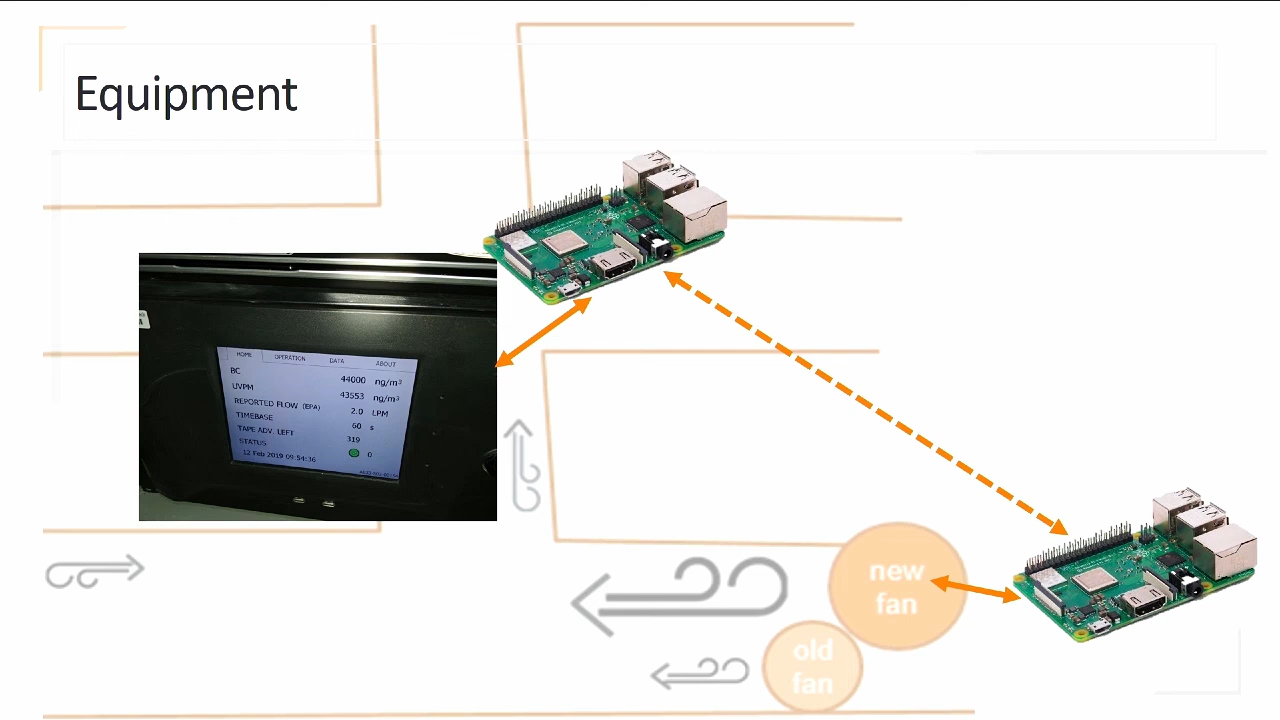 Equipment
HOME OPERATION DATA ABOUT
BC 44000 ng/m³
UVPM 43553 ng/m³
REPORTED FLOW (EPA) 2.0 LPM
TIMEBASE 60 s
TAPE ADV. LEFT 319
STATUS 0
12 Feb 2019 09:54:36
new
fan
old
fan